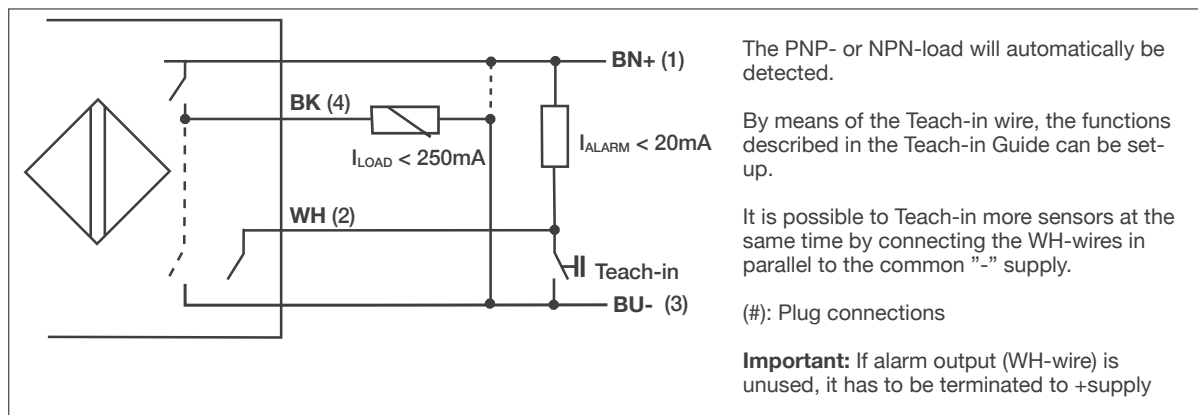 BN+ (1)
BK (4)
I_LOAD < 250mA
I_ALARM < 20mA
WH (2)
Teach-in
BU- (3)
The PNP- or NPN-load will automatically be
detected.
By means of the Teach-in wire, the functions
described in the Teach-in Guide can be set-
up.
It is possible to Teach-in more sensors at the
same time by connecting the WH-wires in
parallel to the common ”-” supply.
(#): Plug connections
Important: If alarm output (WH-wire) is
unused, it has to be terminated to +supply